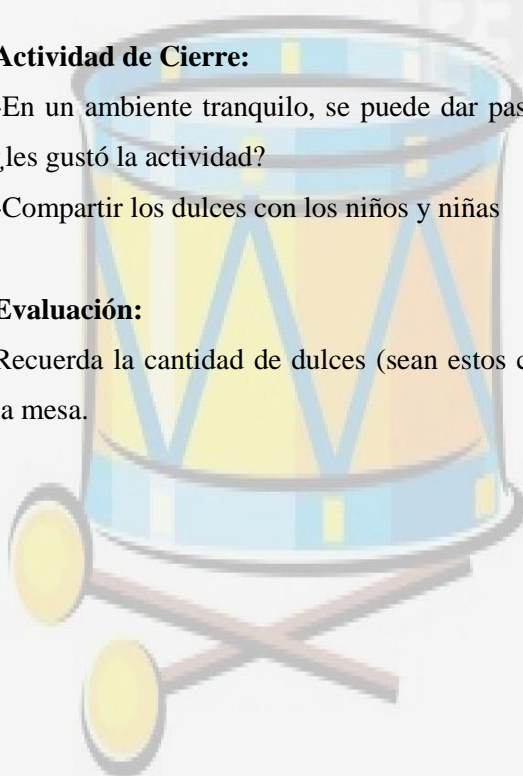 Actividad de Cierre:
-En un ambiente tranquilo, se puede dar pas
¿les gustó la actividad?
-Compartir los dulces con los niños y niñas
Evaluación:
Recuerda la cantidad de dulces (sean estos
la mesa.